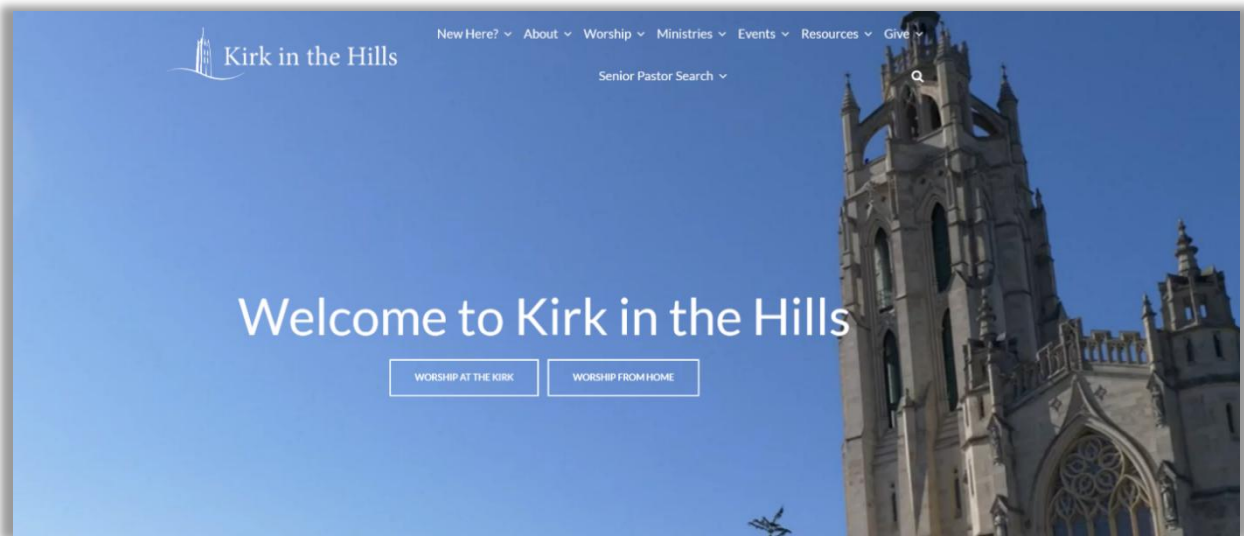 Kirk in the Hills
New Here? About Worship Ministries Events Resources Give
Senior Pastor Search
Welcome to Kirk in the Hills
WORSHIP AT THE KIRK WORSHIP FROM HOME